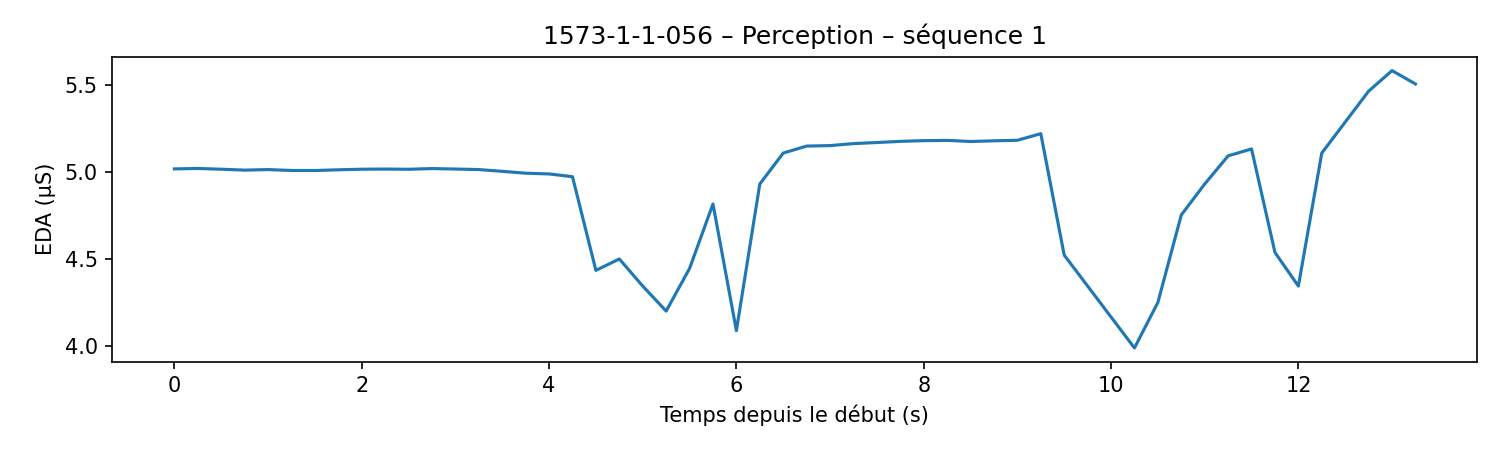 1573-1-1-056 – Perception – séquence 1
5.5
5.0
4.5
4.0
EDA (µS)
0 2 4 6 8 10 12
Temps depuis le début (s)